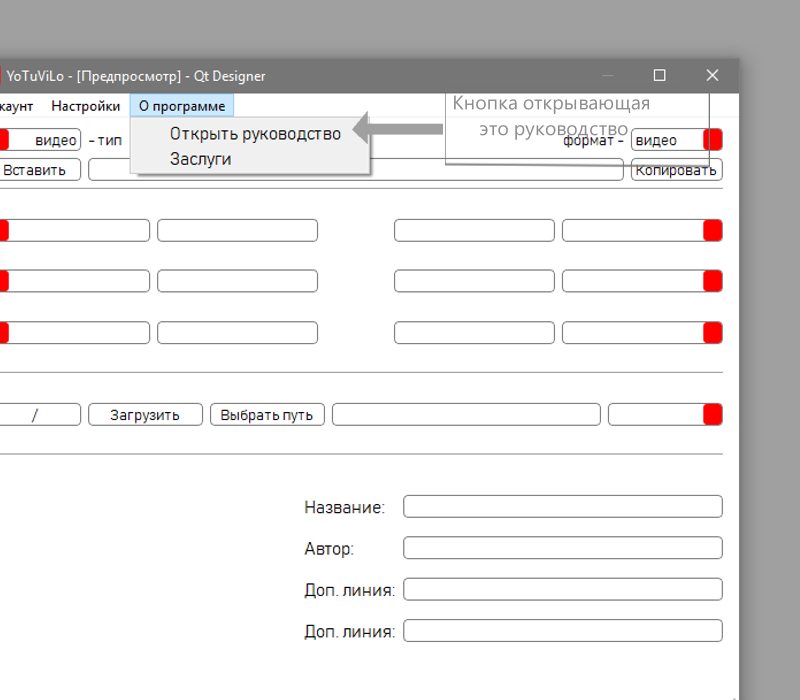 YoTuViLo - [Предпросмотр] - Qt Designer
Настройки О программе
Открыть руководство
Заслуги
Кнопка открывающая
это руководство
видео - тип
формат - видео
Вставить
Копировать
/ Загрузить Выбрать путь
Название:
Автор:
Доп. линия:
Доп. линия: